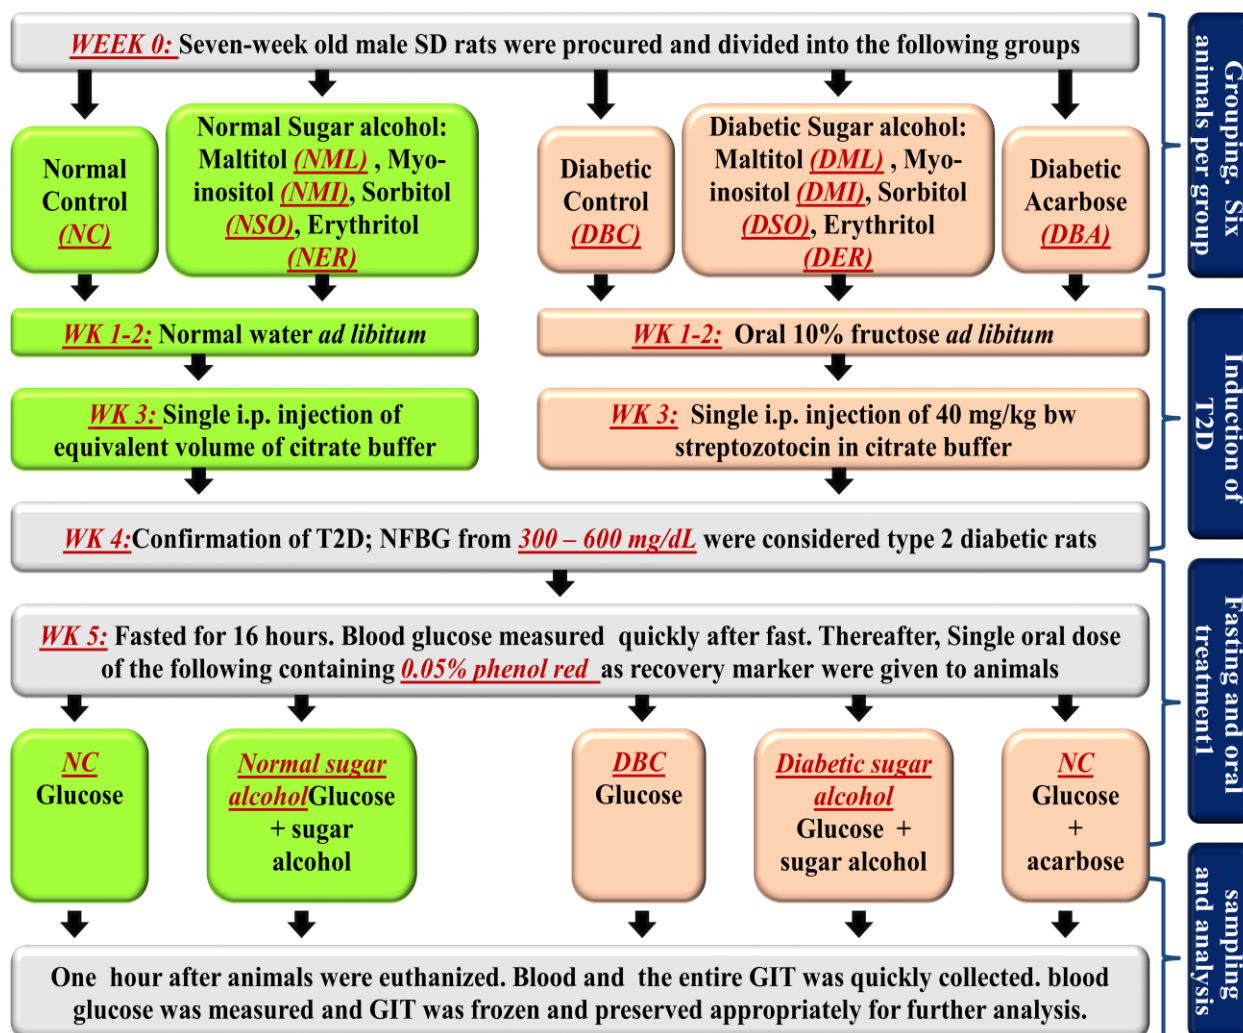 WEEK 0: Seven-week old male SD rats were procured and divided into the following groups
Normal
Control
(NC)
Normal Sugar alcohol:
Maltitol (NML) , Myo-
inositol (NMI), Sorbitol
(NSO), Erythritol
(NER)
Diabetic
Control
(DBC)
Diabetic Sugar alcohol:
Maltitol (DML) , Myo-
inositol (DMI), Sorbitol
(DSO), Erythritol
(DER)
Diabetic
Acarbose
(DBA)
Grouping. Six
animals per group
WK 1-2: Normal water ad libitum
WK 1-2: Oral 10% fructose ad libitum
WK 3: Single i.p. injection of
equivalent volume of citrate buffer
WK 3: Single i.p. injection of 40 mg/kg bw
streptozotocin in citrate buffer
WK 4:Confirmation of T2D; NFBG from 300 – 600 mg/dL were considered type 2 diabetic rats
Induction of
T2D
WK 5: Fasted for 16 hours. Blood glucose measured quickly after fast. Thereafter, Single oral dose
of the following containing 0.05% phenol red as recovery marker were given to animals
NC
Glucose
Normal sugar
alcoholGlucose
+ sugar
alcohol
DBC
Glucose
Diabetic sugar
alcohol
Glucose +
sugar alcohol
NC
Glucose
+
acarbose
Fasting and oral
treatment1
One hour after animals were euthanized. Blood and the entire GIT was quickly collected. blood
glucose was measured and GIT was frozen and preserved appropriately for further analysis.
sampling
and analysis